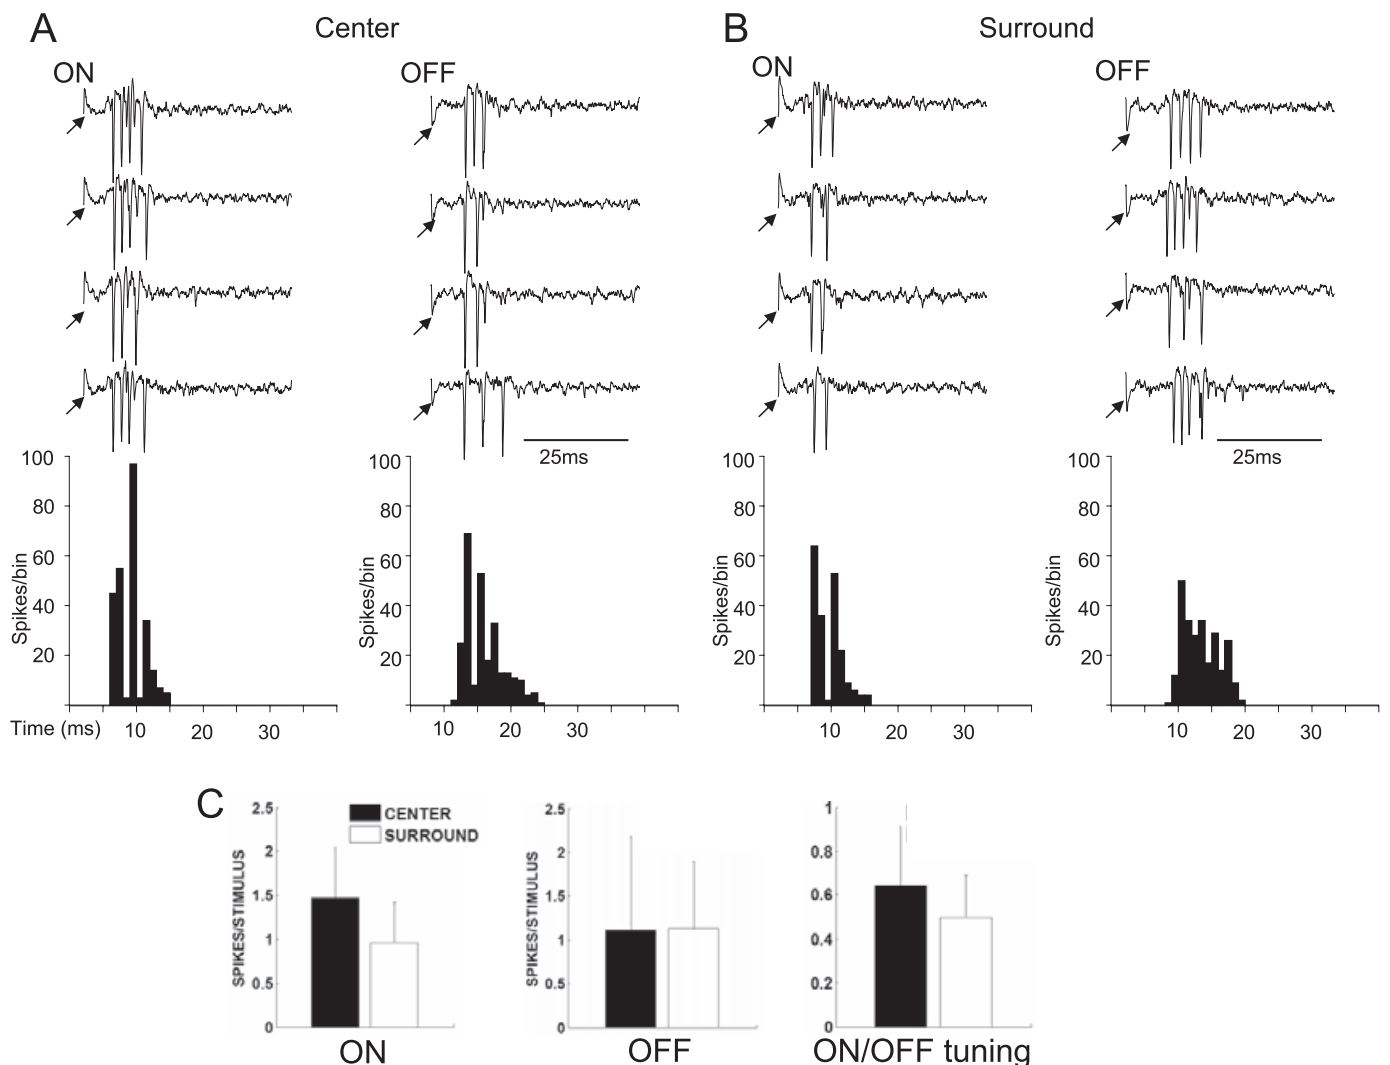 A
Center
B
Surround
ON
OFF
ON
OFF
25ms
25ms
100
80
60
40
20
Spikes/bin
100
80
60
40
20
Spikes/bin
100
80
60
40
20
Spikes/bin
100
80
60
40
20
Spikes/bin
Time (ms)
10
20
30
10
20
30
10
20
30
10
20
30
C
2.5
2
1.5
1
0.5
0
SPIKES/STIMULUS
CENTER
SURROUND
ON
2.5
2
1.5
1
0.5
0
SPIKES/STIMULUS
OFF
1
0.8
0.6
0.4
0.2
0
ON/OFF tuning